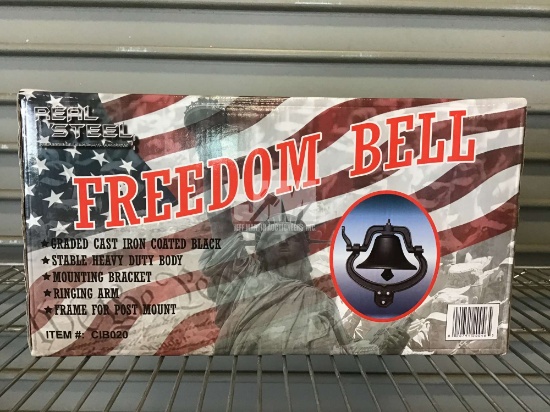 REAL
STEEL
FREEDOM BELL
★GRADED CAST IRON COATED BLACK
★STABLE HEAVY DUTY BODY
★MOUNTING BRACKET
★RINGING ARM
★FRAME FOR POST MOUNT
ITEM #: CIB020